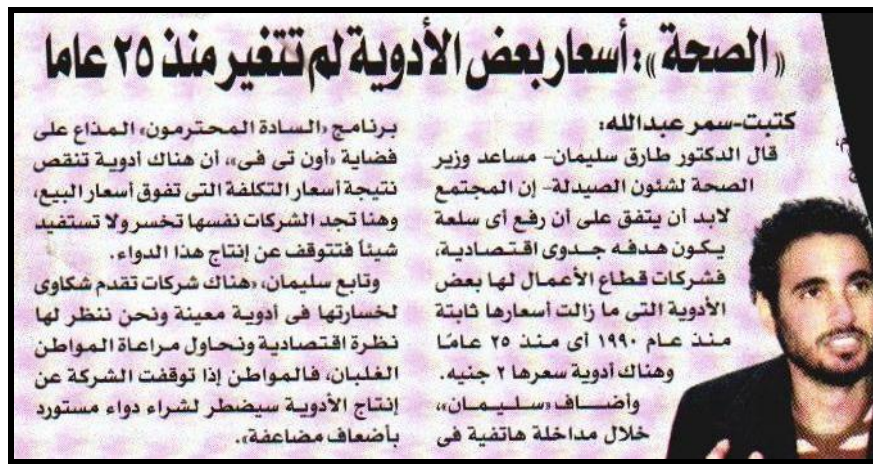 «الصحة»: أسعار بعض الأدوية لم تتغير منذ ٢٥ عاما
كتبت-سمر عبدالله:
قال الدكتور طارق سليمان- مساعد وزير
الصحة لشئون الصيدلة- إن المجتمع
لابد أن يتفق على أن رفع أى سلعة
يكون هدفه جدوى اقتصادية،
فشركات قطاع الأعمال لها بعض
الأدوية التى ما زالت أسعارها ثابتة
منذ عام ١٩٩٠ أى منذ ٢٥ عامًا
وهناك أدوية سعرها ٢ جنيه.
وأضاف «سليمان»،
خلال مداخلة هاتفية فى
برنامج «السادة المحترمون» المذاع على
فضاية «أون تى فى»، أن هناك أدوية تنقص
نتيجة أسعار التكلفة التى تفوق أسعار البيع،
وهنا تجد الشركات نفسها تخسر ولا تستفيد
شيئاً فتتوقف عن إنتاج هذا الدواء.
وتابع سليمان، «هناك شركات تقدم شكاوى
لخسارتها فى أدوية معينة ونحن ننظر لها
نظرة اقتصادية ونحاول مراعاة المواطن
الغلبان، فالمواطن إذا توقفت الشركة عن
إنتاج الأدوية سيضطر لشراء دواء مستورد
بأضعاف مضاعفة».